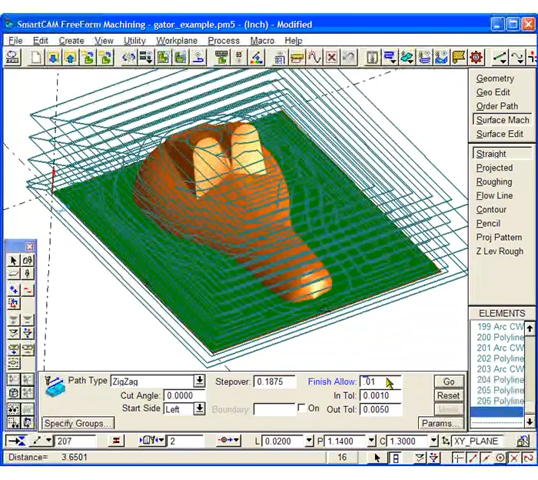 SmartCAM FreeForm Machining - gator_example.pm5 - (Inch) - Modified
File Edit Create View Utility Workplane Process Macro Help
Geometry
Geo Edit
Order Path
Surface Mach
Surface Edit
Straight
Projected
Roughing
Flow Line
Contour
Pencil
Proj Pattern
Z Lev Rough
ELEMENTS
199 Arc CW
200 Polyline
201 Arc CW
202 Polyline
203 Arc CW
204 Polyline
205 Polyline
206 Polyline
Path Type ZigZag Stepover: 0.1875 Finish Allow: .01 Go
Cut Angle: 0.0000 In Tol: 0.0010 Reset
Start Side Left Boundary: On Out Tol: 0.0050 Undo
Specify Groups... Params...
207 2 L 0.0200 P 1.1400 C 1.3000 XY_PLANE
Distance= 3.6501 16